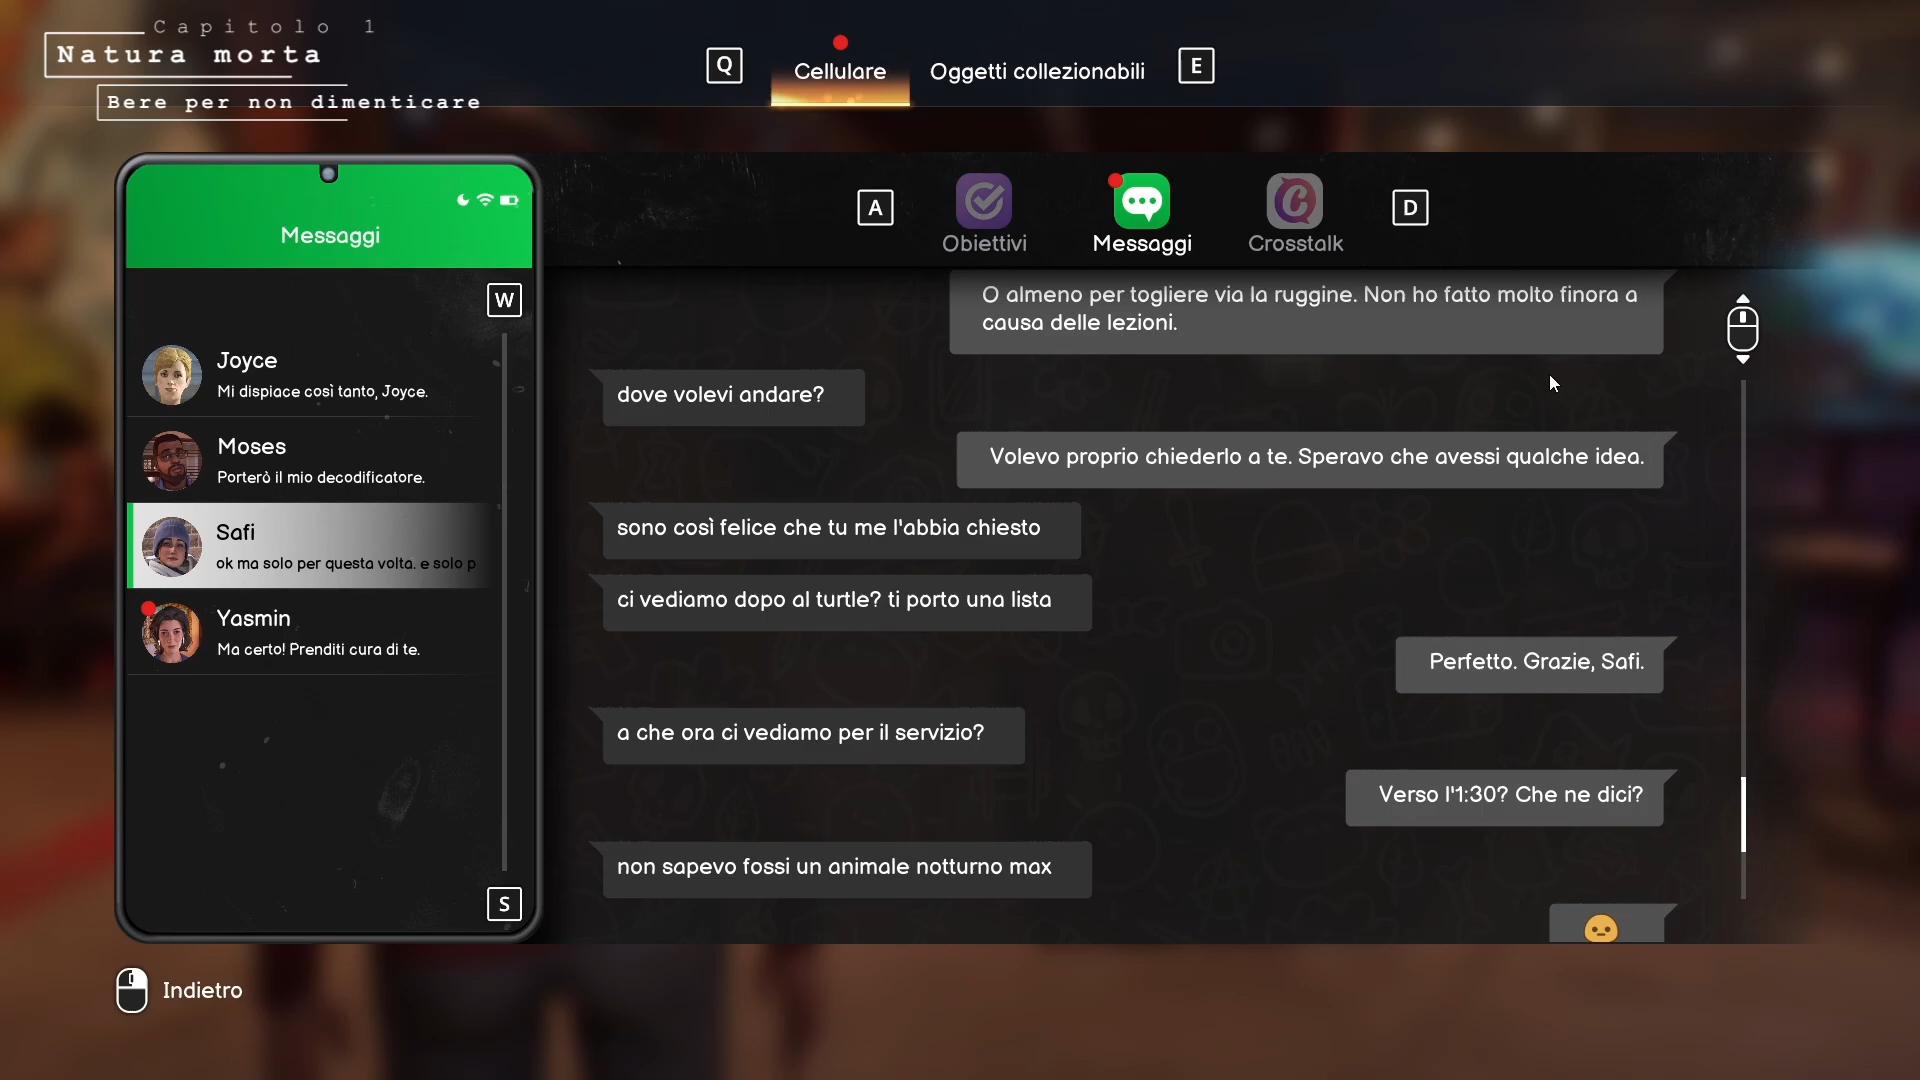 Capitolo 1
Natura morta
Bere per non dimenticare
Q
Cellulare
Oggetti collezionabili
E
Messaggi
A
Obiettivi
Messaggi
Crosstalk
D
W
Joyce
Mi dispiace così tanto, Joyce.
Moses
Porterò il mio decodificatore.
Safi
ok ma solo per questa volta. e solo p
Yasmin
Ma certo! Prenditi cura di te.
S
O almeno per togliere via la ruggine. Non ho fatto molto finora a
causa delle lezioni.
dove volevi andare?
Volevo proprio chiederlo a te. Speravo che avessi qualche idea.
sono così felice che tu me l'abbia chiesto
ci vediamo dopo al turtle? ti porto una lista
Perfetto. Grazie, Safi.
a che ora ci vediamo per il servizio?
Verso l'1:30? Che ne dici?
non sapevo fossi un animale notturno max
Indietro